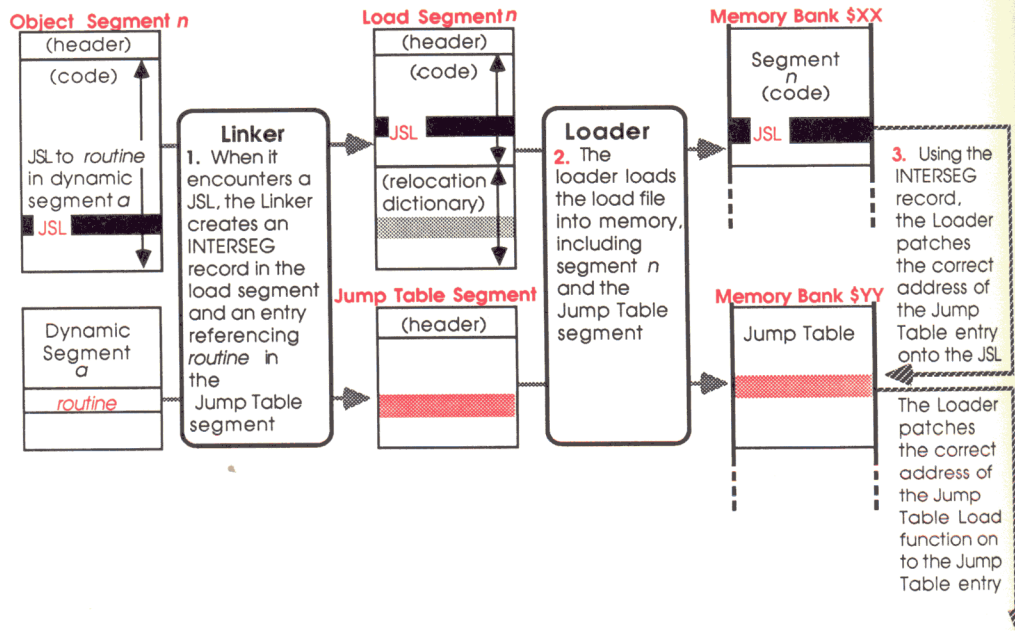 Object Segment n
(header)
(code)
JSL to routine
in dynamic
segment a
JSL
Dynamic
Segment
a
routine
Linker
1. When it
encounters a
JSL, the Linker
creates an
INTERSEG
record in the
load segment
and an entry
referencing
routine in
the
Jump Table
segment
Load Segment n
(header)
(code)
JSL
(relocation
dictionary)
Jump Table Segment
(header)
Loader
2. The
loader loads
the load file
into memory,
including
segment n
and the
Jump Table
segment
Memory Bank $XX
Segment
n
(code)
JSL
Memory Bank $YY
Jump Table
3. Using the
INTERSEG
record,
the Loader
patches
the correct
address of
the Jump
Table entry
onto the JSL
The Loader
patches
the correct
address of
the Jump
Table Load
function on
to the Jump
Table entry